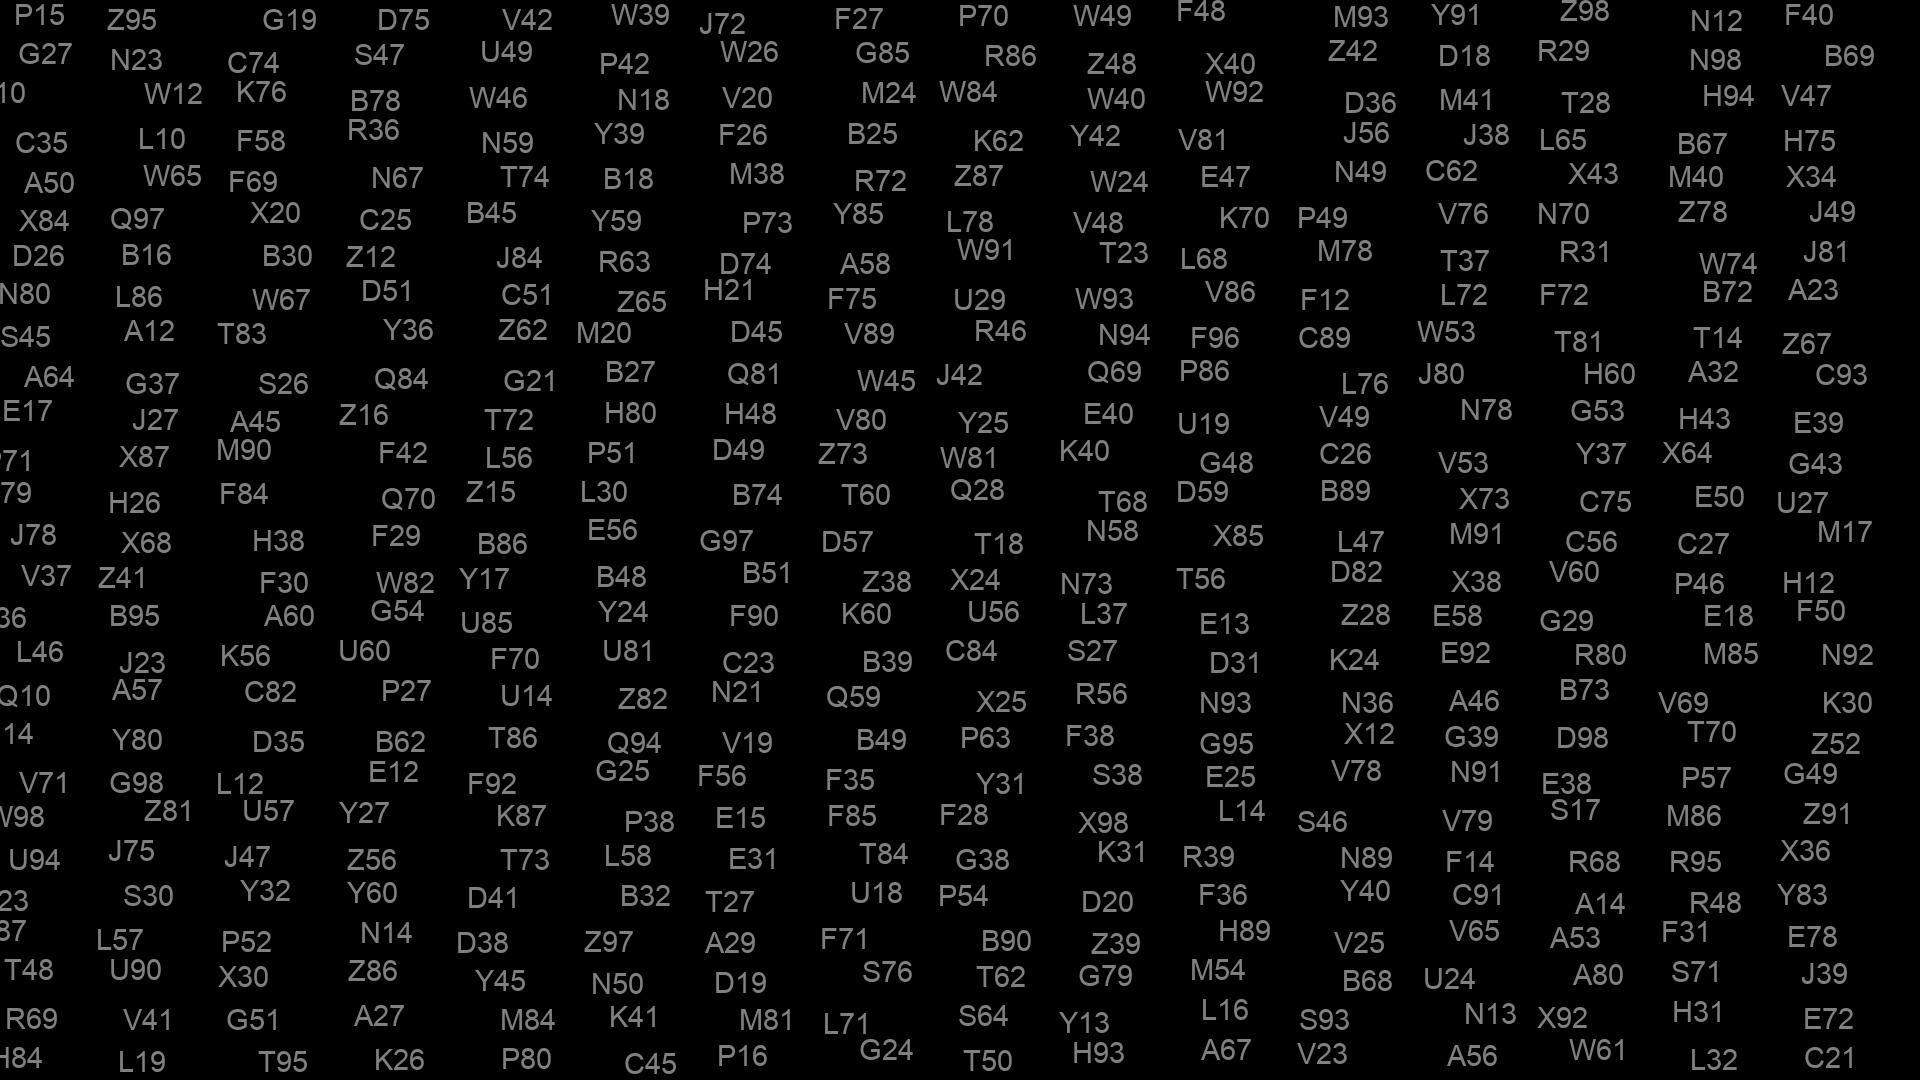 P15 Z95 G19 D75 V42 W39 J72 F27 P70 W49 F48 M93 Y91 Z98 N12 F40
G27 N23 C74 S47 U49 P42 W26 G85 R86 Z48 X40 Z42 D18 R29 N98 B69
10 W12 K76 B78 W46 N18 V20 M24 W84 W40 W92 D36 M41 T28 H94 V47
C35 L10 F58 R36 N59 Y39 F26 B25 K62 Y42 V81 J56 J38 L65 B67 H75
A50 W65 F69 N67 T74 B18 M38 R72 Z87 W24 E47 N49 C62 X43 M40 X34
X84 Q97 X20 C25 B45 Y59 P73 Y85 L78 V48 K70 P49 V76 N70 Z78 J49
D26 B16 B30 Z12 J84 R63 D74 A58 W91 T23 L68 M78 T37 R31 W74 J81
N80 L86 W67 D51 C51 Z65 H21 F75 U29 W93 V86 F12 L72 F72 B72 A23
S45 A12 T83 Y36 Z62 M20 D45 V89 R46 N94 F96 C89 W53 T81 T14 Z67
A64 G37 S26 Q84 G21 B27 Q81 W45 J42 Q69 P86 L76 J80 H60 A32 C93
E17 J27 A45 Z16 T72 H80 H48 V80 Y25 E40 U19 V49 N78 G53 H43 E39
71 X87 M90 F42 L56 P51 D49 Z73 W81 K40 G48 C26 V53 Y37 X64 G43
79 H26 F84 Q70 Z15 L30 B74 T60 Q28 T68 D59 B89 X73 C75 E50 U27
J78 X68 H38 F29 B86 E56 G97 D57 T18 N58 X85 L47 M91 C56 C27 M17
V37 Z41 F30 W82 Y17 B48 B51 Z38 X24 N73 T56 D82 X38 V60 P46 H12
36 B95 A60 G54 U85 Y24 F90 K60 U56 L37 E13 Z28 E58 G29 E18 F50
L46 J23 K56 U60 F70 U81 C23 B39 C84 S27 D31 K24 E92 R80 M85 N92
Q10 A57 C82 P27 U14 Z82 N21 Q59 X25 R56 N93 N36 A46 B73 V69 K30
14 Y80 D35 B62 T86 Q94 V19 B49 P63 F38 G95 X12 G39 D98 T70 Z52
V71 G98 L12 E12 F92 G25 F56 F35 Y31 S38 E25 V78 N91 E38 P57 G49
W98 Z81 U57 Y27 K87 P38 E15 F85 F28 X98 L14 S46 V79 S17 M86 Z91
U94 J75 J47 Z56 T73 L58 E31 T84 G38 K31 R39 N89 F14 R68 R95 X36
23 S30 Y32 Y60 D41 B32 T27 U18 P54 D20 F36 Y40 C91 A14 R48 Y83
87 L57 P52 N14 D38 Z97 A29 F71 B90 Z39 H89 V25 V65 A53 F31 E78
T48 U90 X30 Z86 Y45 N50 D19 S76 T62 G79 M54 B68 U24 A80 S71 J39
R69 V41 G51 A27 M84 K41 M81 L71 S64 Y13 L16 S93 N13 X92 H31 E72
H84 L19 T95 K26 P80 C45 P16 G24 T50 H93 A67 V23 A56 W61 L32 C21